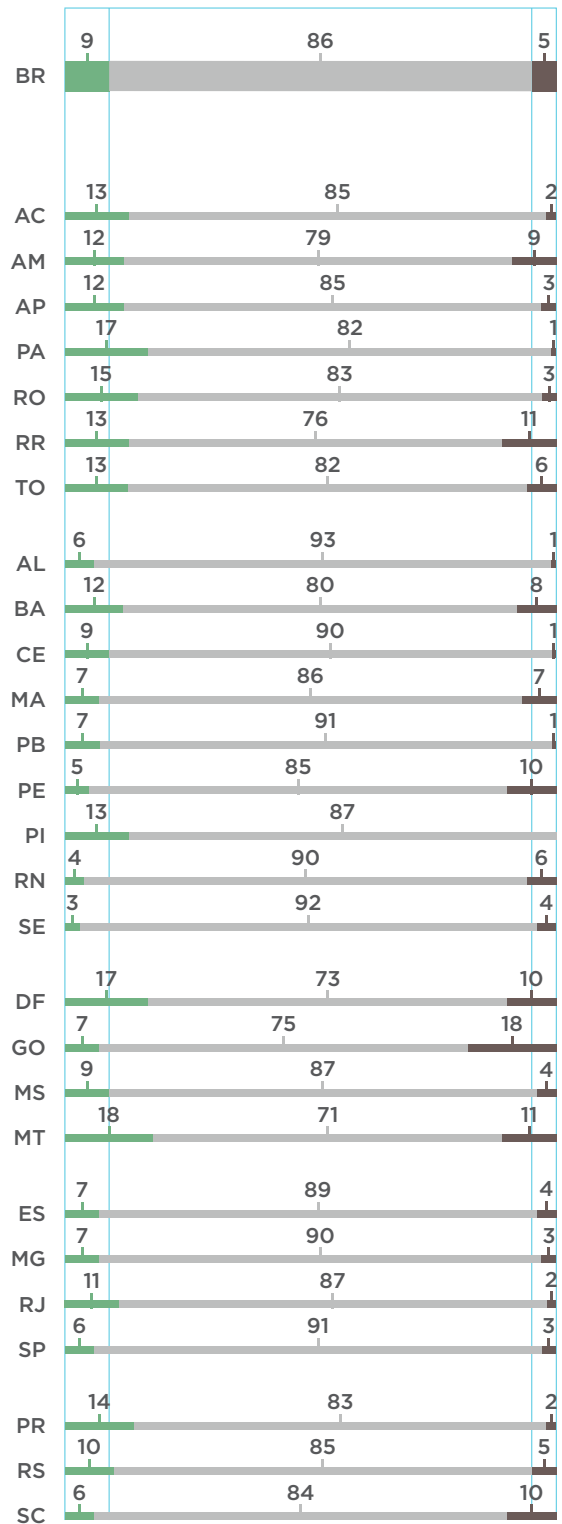 9 86 5
BR
13 85 2
AC
12 79 9
AM
12 85 3
AP
17 82 1
PA
15 83 3
RO
13 76 11
RR
13 82 6
TO
6 93 1
AL
12 80 8
BA
9 90 1
CE
7 86 7
MA
7 91 1
PB
5 85 10
PE
13 87
PI
4 90 6
RN
3 92 4
SE
17 73 10
DF
7 75 18
GO
9 87 4
MS
18 71 11
MT
7 89 4
ES
7 90 3
MG
11 87 2
RJ
6 91 3
SP
14 83 2
PR
10 85 5
RS
6 84 10
SC